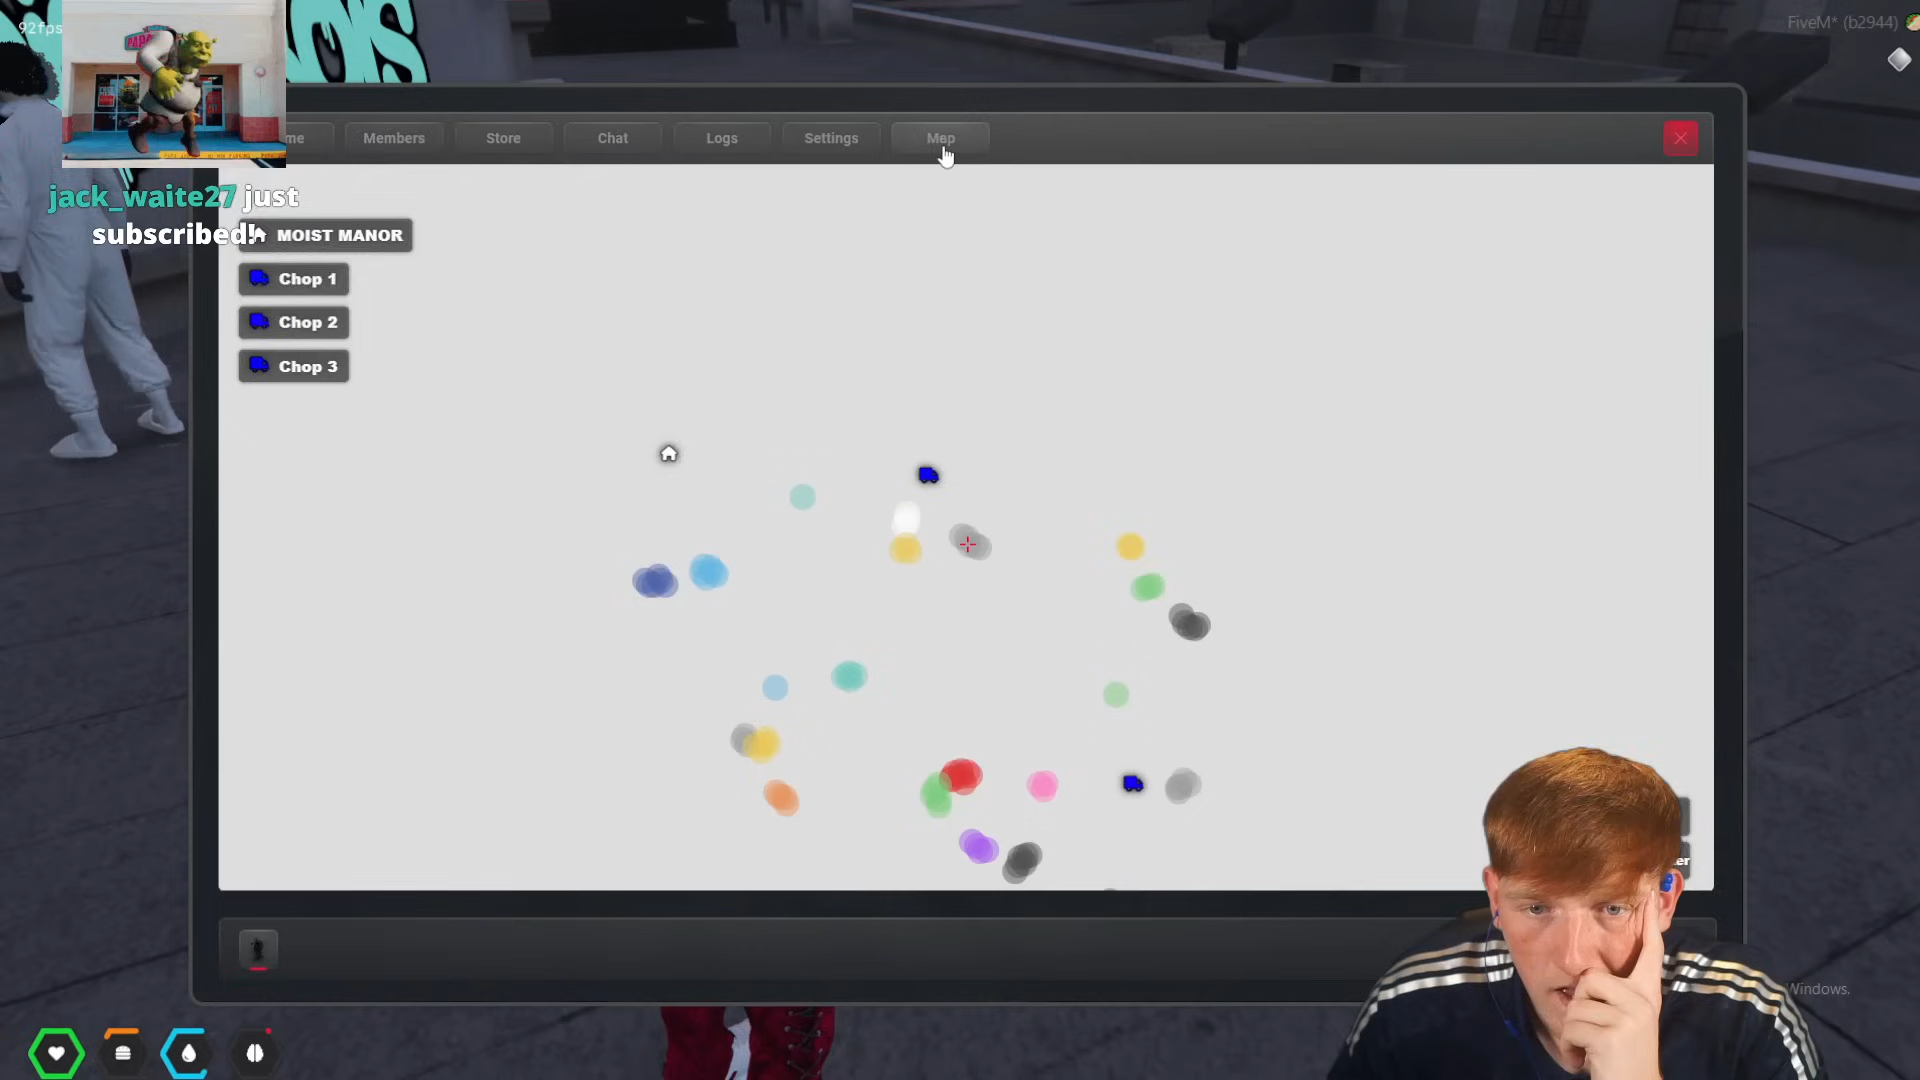 92fps
FiveM* (b2944)
Members
Store
Chat
Logs
Settings
Map
jack_waite27 just
subscribed!
MOIST MANOR
Chop 1
Chop 2
Chop 3
Windows.